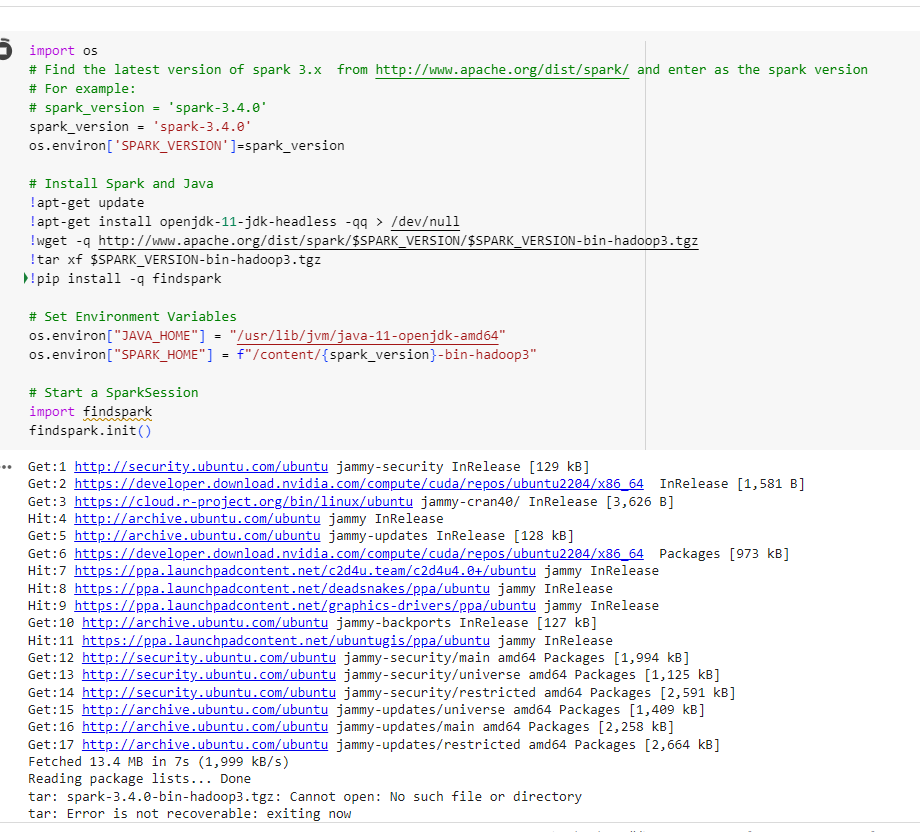 import os
# Find the latest version of spark 3.x  from http://www.apache.org/dist/spark/ and enter as the spark version
# For example:
# spark_version = 'spark-3.4.0'
spark_version = 'spark-3.4.0'
os.environ['SPARK_VERSION']=spark_version
# Install Spark and Java
!apt-get update
!apt-get install openjdk-11-jdk-headless -qq > /dev/null
!wget -q http://www.apache.org/dist/spark/$SPARK_VERSION/$SPARK_VERSION-bin-hadoop3.tgz
!tar xf $SPARK_VERSION-bin-hadoop3.tgz
!pip install -q findspark
# Set Environment Variables
os.environ["JAVA_HOME"] = "/usr/lib/jvm/java-11-openjdk-amd64"
os.environ["SPARK_HOME"] = f"/content/{spark_version}-bin-hadoop3"
# Start a SparkSession
import findspark
findspark.init()
Get:1 http://security.ubuntu.com/ubuntu jammy-security InRelease [129 kB]
Get:2 https://developer.download.nvidia.com/compute/cuda/repos/ubuntu2204/x86_64  InRelease [1,581 B]
Get:3 https://cloud.r-project.org/bin/linux/ubuntu jammy-cran40/ InRelease [3,626 B]
Hit:4 http://archive.ubuntu.com/ubuntu jammy InRelease
Get:5 http://archive.ubuntu.com/ubuntu jammy-updates InRelease [128 kB]
Get:6 https://developer.download.nvidia.com/compute/cuda/repos/ubuntu2204/x86_64  Packages [973 kB]
Hit:7 https://ppa.launchpadcontent.net/c2d4u.team/c2d4u4.0+/ubuntu jammy InRelease
Hit:8 https://ppa.launchpadcontent.net/deadsnakes/ppa/ubuntu jammy InRelease
Hit:9 https://ppa.launchpadcontent.net/graphics-drivers/ppa/ubuntu jammy InRelease
Get:10 http://archive.ubuntu.com/ubuntu jammy-backports InRelease [127 kB]
Hit:11 https://ppa.launchpadcontent.net/ubuntugis/ppa/ubuntu jammy InRelease
Get:12 http://security.ubuntu.com/ubuntu jammy-security/main amd64 Packages [1,994 kB]
Get:13 http://security.ubuntu.com/ubuntu jammy-security/universe amd64 Packages [1,125 kB]
Get:14 http://security.ubuntu.com/ubuntu jammy-security/restricted amd64 Packages [2,591 kB]
Get:15 http://archive.ubuntu.com/ubuntu jammy-updates/universe amd64 Packages [1,409 kB]
Get:16 http://archive.ubuntu.com/ubuntu jammy-updates/main amd64 Packages [2,258 kB]
Get:17 http://archive.ubuntu.com/ubuntu jammy-updates/restricted amd64 Packages [2,664 kB]
Fetched 13.4 MB in 7s (1,999 kB/s)
Reading package lists... Done
tar: spark-3.4.0-bin-hadoop3.tgz: Cannot open: No such file or directory
tar: Error is not recoverable: exiting now